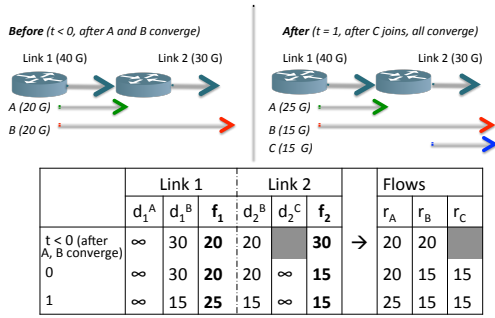 Before (t < 0, after A and B converge)
Link 1 (40 G) Link 2 (30 G)
A (20 G)
B (20 G)
After (t = 1, after C joins, all converge)
Link 1 (40 G) Link 2 (30 G)
A (25 G)
B (15 G)
C (15 G)
Link 1 Link 2 Flows
d₁ᴬ d₁ᴮ f₁ d₂ᴮ d₂ᶜ f₂ → r_A r_B r_C
t < 0 (after A, B converge) ∞ 30 20 20 30 20 20
0 ∞ 30 20 20 ∞ 15 20 15 15
1 ∞ 15 25 15 ∞ 15 25 15 15